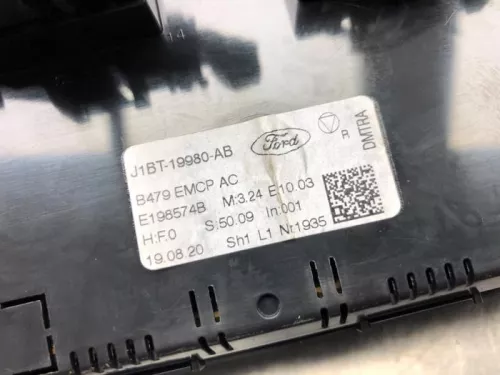 J1BT-19980-AB
Ford
R
DMTRA
B479 EMCP AC
E198574B M:3.24 E10.03
H:F.0 S:50.09 In:001
19.08.20 Sh1 L1 Nr1935
14